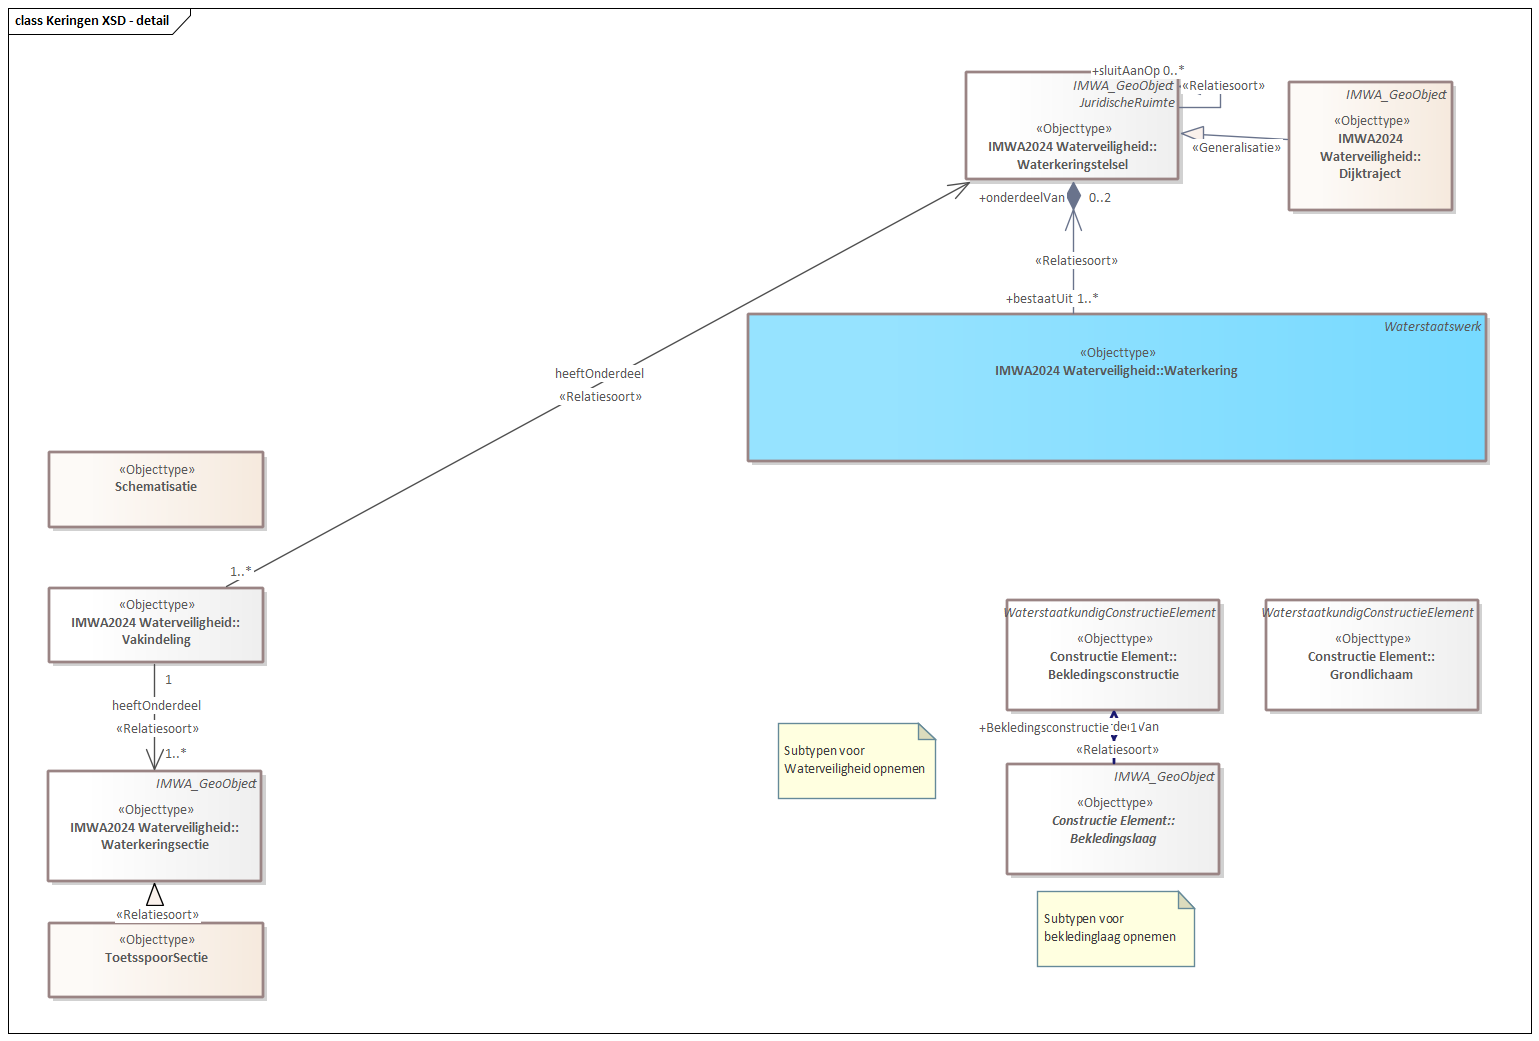 class Keringen XSD - detail
+sluitAanOp 0..*
IMWA_GeoObject
«Relatiesoort»
JuridischeRuimte
«Objecttype»
IMWA2024 Waterveiligheid::
Waterkeringstelsel
«Generalisatie»
IMWA_GeoObject
«Objecttype»
IMWA2024
Waterveiligheid::
Dijktraject
+onderdeelVan
0..2
«Relatiesoort»
+bestaatUit 1..*
Waterstaatswerk
«Objecttype»
IMWA2024 Waterveiligheid::Waterkering
heeftOnderdeel
«Relatiesoort»
«Objecttype»
Schematisatie
1..*
«Objecttype»
IMWA2024 Waterveiligheid::
Vakindeling
1
heeftOnderdeel
«Relatiesoort»
1..*
IMWA_GeoObject
«Objecttype»
IMWA2024 Waterveiligheid::
Waterkeringsectie
«Relatiesoort»
«Objecttype»
ToetsspoorSectie
WaterstaatkundigConstructieElement
«Objecttype»
Constructie Element::
Bekledingsconstructie
WaterstaatkundigConstructieElement
«Objecttype»
Constructie Element::
Grondlichaam
+Bekledingsconstructie
1
«Relatiesoort»
IMWA_GeoObject
«Objecttype»
Constructie Element::
Bekledingslaag
Subtypen voor
Waterveiligheid opnemen
Subtypen voor
bekledinglaag opnemen